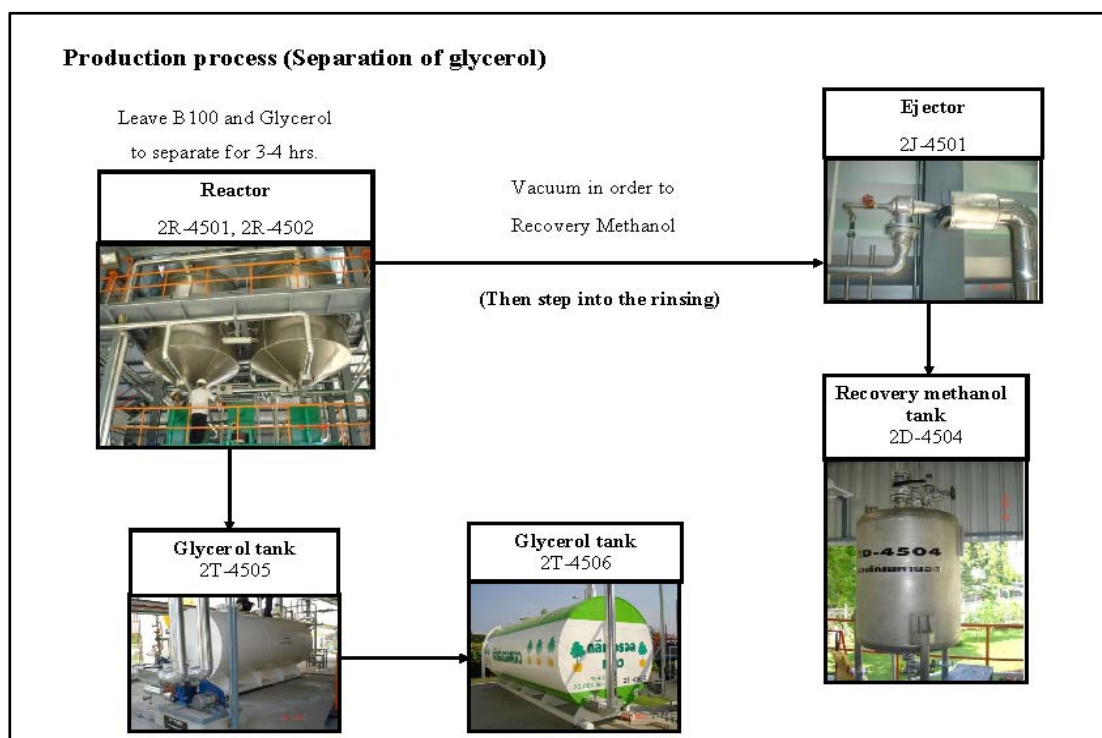 Production process (Separation of glycerol)
Leave B100 and Glycerol
to separate for 3-4 hrs.
Reactor
2R-4501, 2R-4502
Vacuum in order to
Recovery Methanol
(Then step into the rinsing)
Ejector
2J-4501
Recovery methanol
tank
2D-4504
2D-4504
Glycerol tank
2T-4505
Glycerol tank
2T-4506